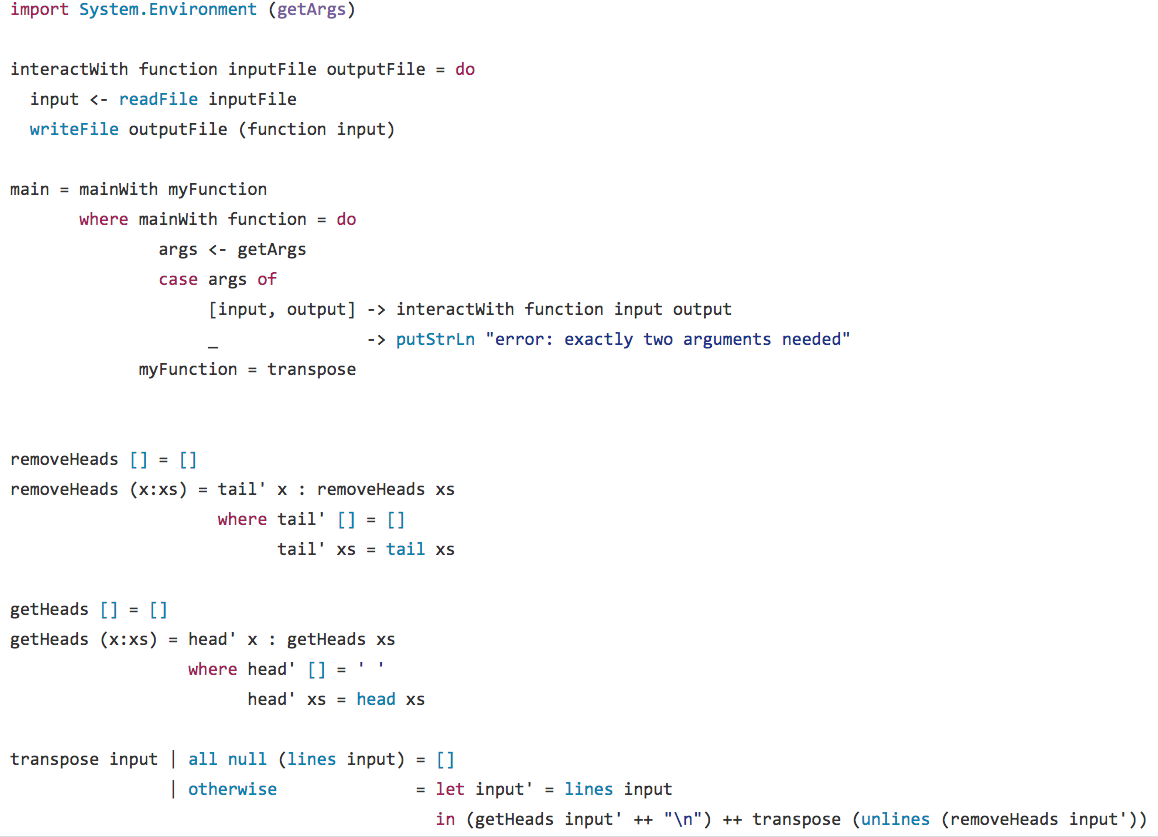 import System.Environment (getArgs)

interactWith function inputFile outputFile = do
  input <- readFile inputFile
  writeFile outputFile (function input)

main = mainWith myFunction
       where mainWith function = do
               args <- getArgs
               case args of
                    [input, output] -> interactWith function input output
                    _               -> putStrLn "error: exactly two arguments needed"
             myFunction = transpose


removeHeads [] = []
removeHeads (x:xs) = tail' x : removeHeads xs
                     where tail' [] = []
                           tail' xs = tail xs

getHeads [] = []
getHeads (x:xs) = head' x : getHeads xs
                  where head' [] = ' '
                        head' xs = head xs

transpose input | all null (lines input) = []
                | otherwise              = let input' = lines input
                                           in (getHeads input' ++ "\n") ++ transpose (unlines (removeHeads input'))